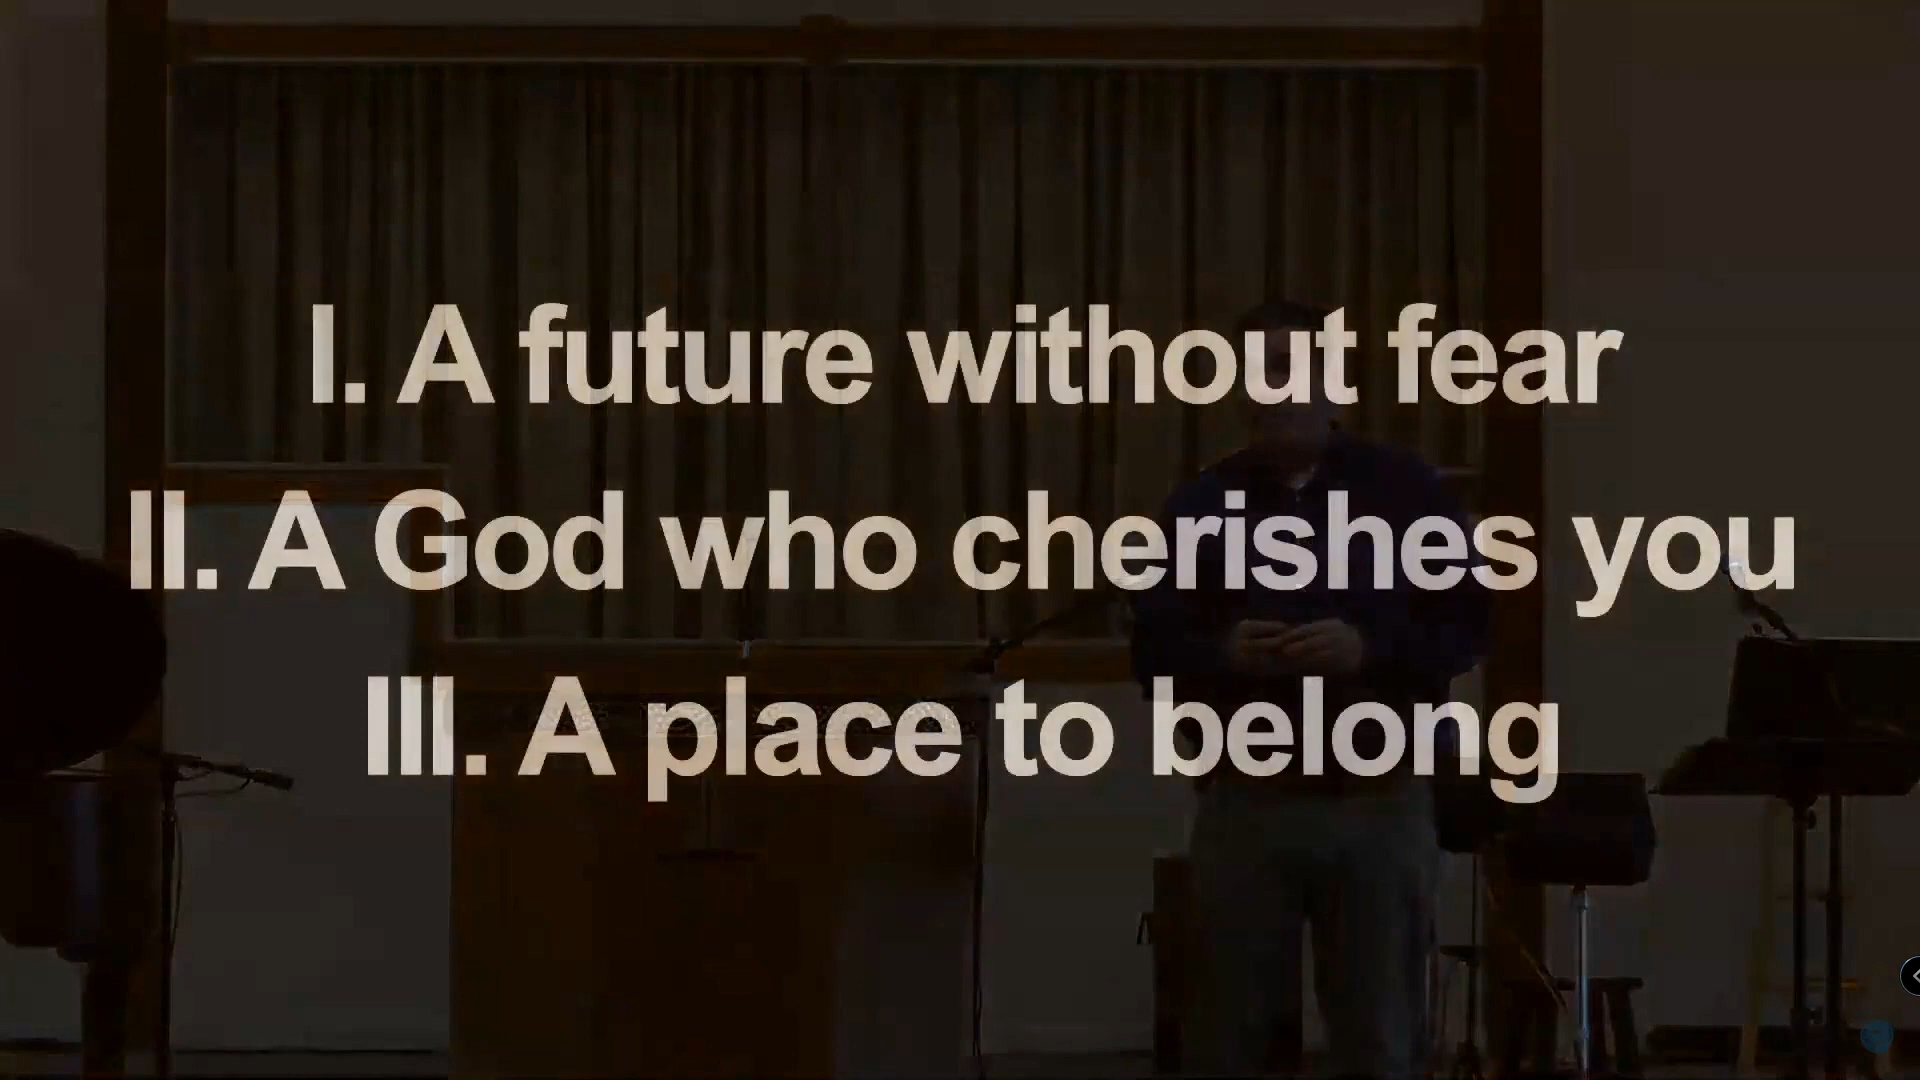 I. A future without fear
II. A God who cherishes you
III. A place to belong